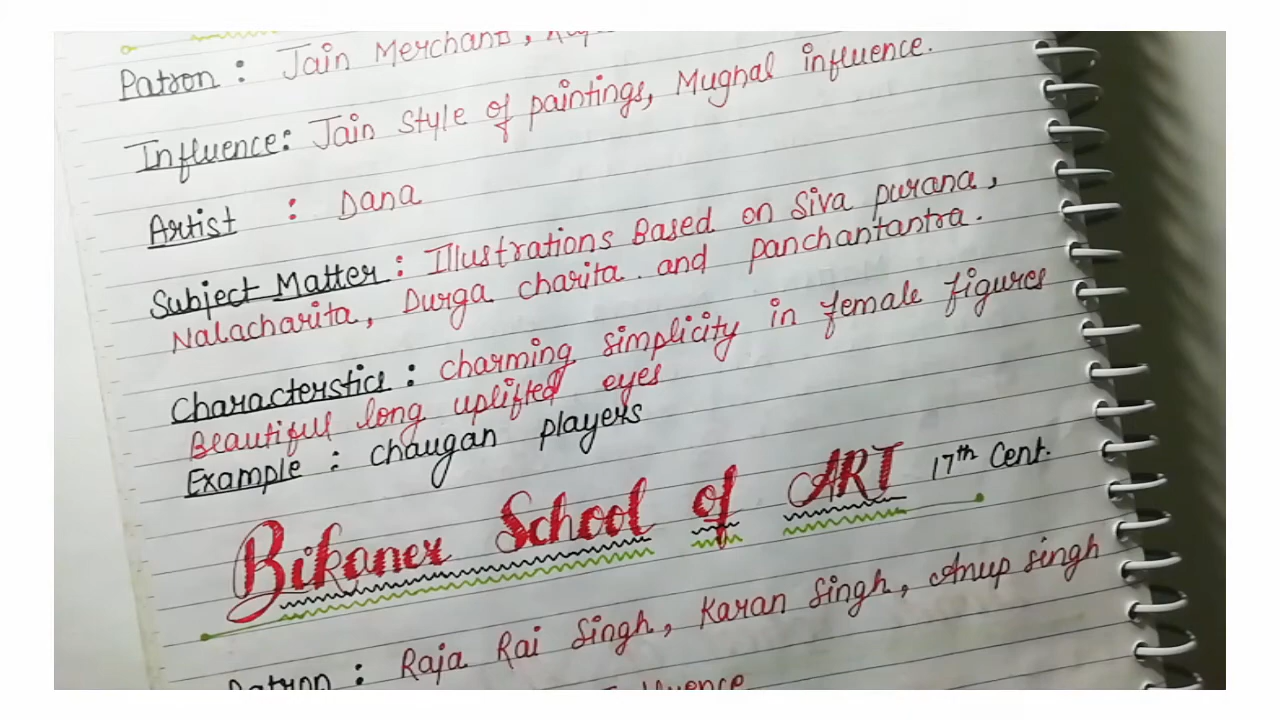 Patron : Jain Merchant,
Influence: Jain style of paintings, Mughal influence.
Artist : Dana
Subject Matter : Illustrations Based on Siva purana,
Nalacharita, Durga charita and panchantantra.
Characterstics : charming simplicity in female figures
Beautiful long uplifted eyes
Example : chaugan players
Bikaner School of ART 17th Cent.
Patron : Raja Rai Singh, Karan Singh, Anup singh